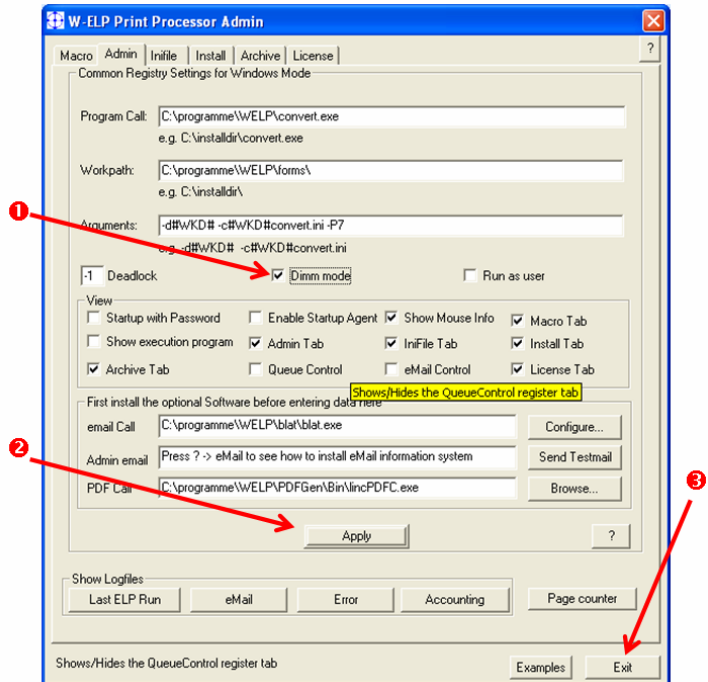 W-ELP Print Processor Admin
Macro Admin Inifile Install Archive License ?
Common Registry Settings for Windows Mode
Program Call: C:\programme\WELP\convert.exe
e.g. C:\installdir\convert.exe
Workpath: C:\programme\WELP\forms\
e.g. C:\installdir\
1
Arguments: -d#WKD# -c#WKD#convert.ini -P7
e.g. -d#WKD# -c#WKD#convert.ini
-1 Deadlock Dimm mode Run as user
View
Startup with Password Enable Startup Agent Show Mouse Info Macro Tab
Show execution program Admin Tab IniFile Tab Install Tab
Archive Tab Queue Control eMail Control License Tab
Shows/Hides the QueueControl register tab
First install the optional Software before entering data here
email Call C:\programme\WELP\blat\blat.exe Configure...
2
Admin email Press ? -> eMail to see how to install eMail information system Send Testmail
PDF Call C:\programme\WELP\PDFGen\Bin\lincPDFC.exe Browse...
3
Apply ?
Show Logfiles
Last ELP Run eMail Error Accounting Page counter
Shows/Hides the QueueControl register tab Examples Exit